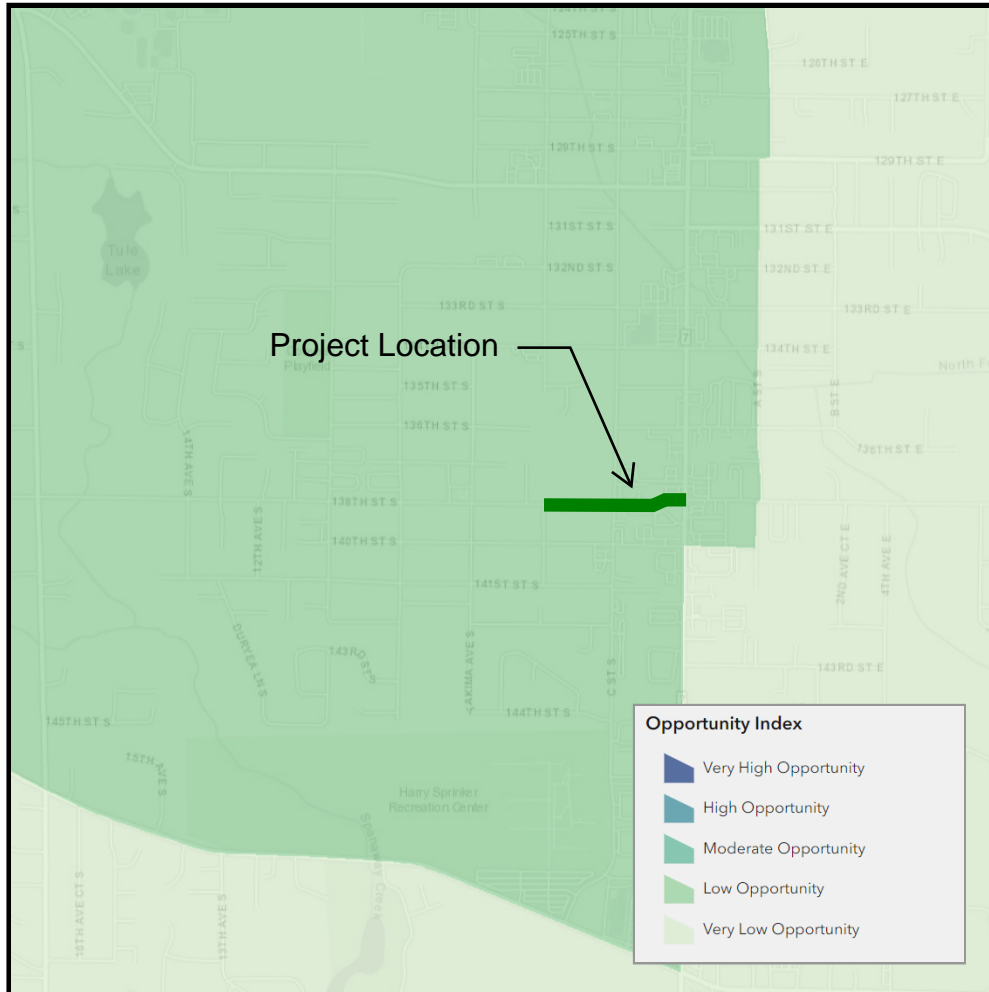 124TH ST S
125TH ST S
126TH ST E
127TH ST E
129TH ST S
129TH ST E
131ST ST S
131ST ST E
Tule
Lake
132ND ST S
132ND ST E
133RD ST S
133RD ST E
7
Project Location
134TH ST E
Playfield
North F
135TH ST S
A ST S
B ST E
136TH ST S
14TH AVE S
138TH ST S
12TH AVE S
140TH ST S
141ST ST S
2ND AVE CT E
4TH AVE E
DURYEA LN S
143RD ST S
AKIMA AVE S
C ST S
143RD ST E
144TH ST S
145TH ST S
15TH AVE S
Harry Sprinker
Recreation Center
Spanaway Creek
18TH AVE CT S
13TH AVE S
Opportunity Index
Very High Opportunity
High Opportunity
Moderate Opportunity
Low Opportunity
Very Low Opportunity